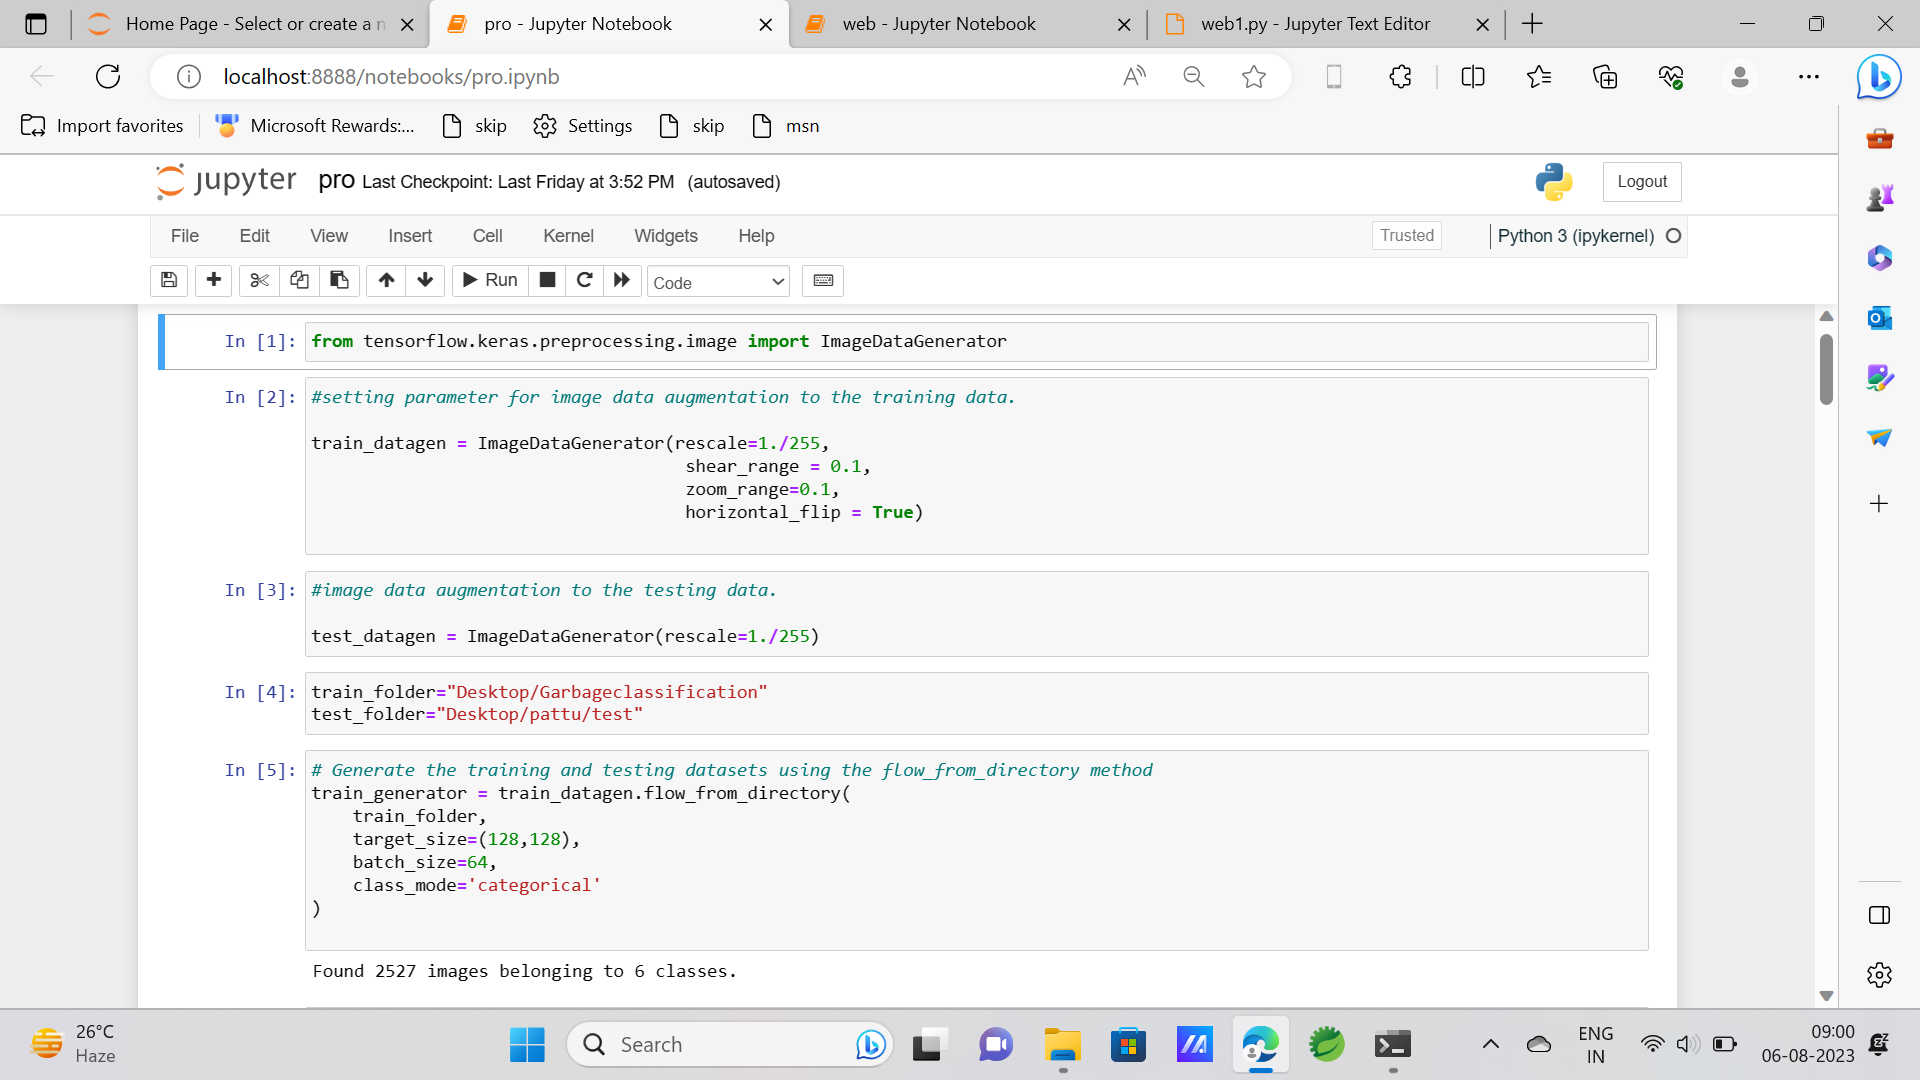 Home Page - Select or create a n
pro - Jupyter Notebook
web - Jupyter Notebook
web1.py - Jupyter Text Editor
localhost:8888/notebooks/pro.ipynb
Import favorites
Microsoft Rewards:...
skip
Settings
skip
msn
jupyter
pro Last Checkpoint: Last Friday at 3:52 PM (autosaved)
Logout
File Edit View Insert Cell Kernel Widgets Help
Trusted
Python 3 (ipykernel)
Run
Code
In [1]: from tensorflow.keras.preprocessing.image import ImageDataGenerator
In [2]: #setting parameter for image data augmentation to the training data.
train_datagen = ImageDataGenerator(rescale=1./255,
shear_range = 0.1,
zoom_range=0.1,
horizontal_flip = True)
In [3]: #image data augmentation to the testing data.
test_datagen = ImageDataGenerator(rescale=1./255)
In [4]: train_folder="Desktop/Garbageclassification"
test_folder="Desktop/pattu/test"
In [5]: # Generate the training and testing datasets using the flow_from_directory method
train_generator = train_datagen.flow_from_directory(
train_folder,
target_size=(128,128),
batch_size=64,
class_mode='categorical'
)
Found 2527 images belonging to 6 classes.
26°C
Haze
Search
ENG
IN
09:00
06-08-2023